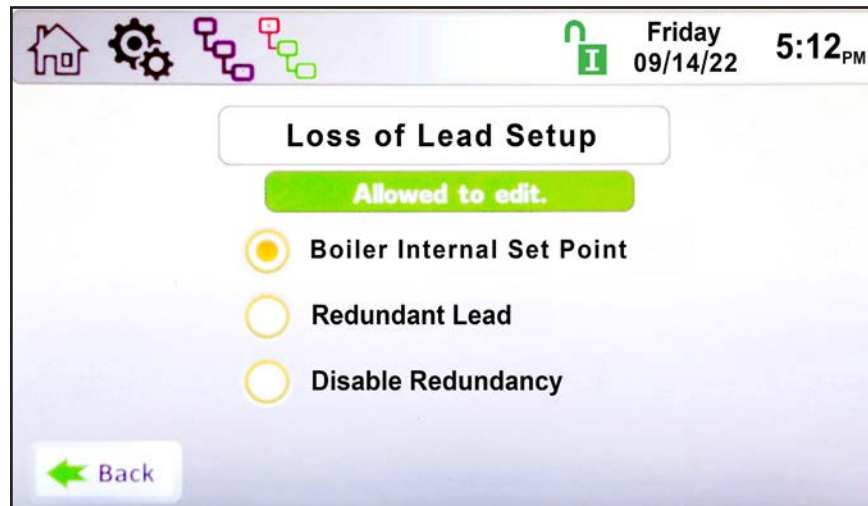 I
Friday
09/14/22
5:12PM
Loss of Lead Setup
Allowed to edit.
Boiler Internal Set Point
Redundant Lead
Disable Redundancy
Back